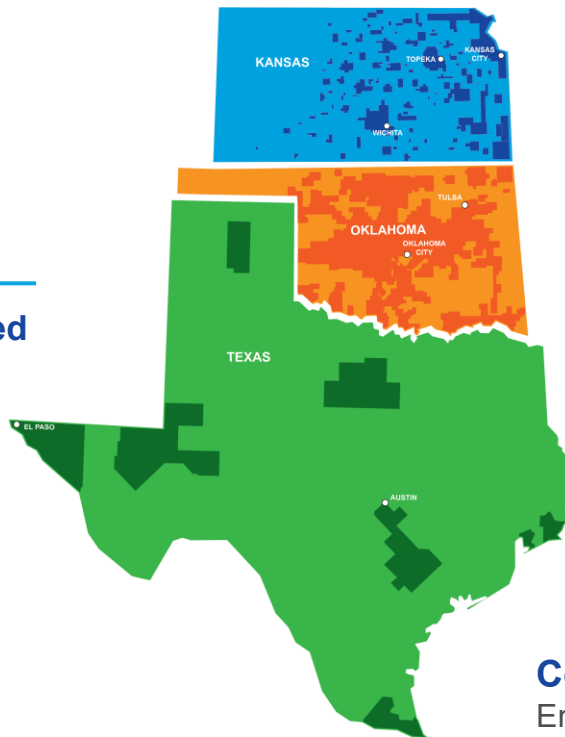 KANSAS
TOPEKA
KANSAS
CITY
WICHITA
TULSA
OKLAHOMA
OKLAHOMA
CITY
TEXAS
EL PASO
AUSTIN